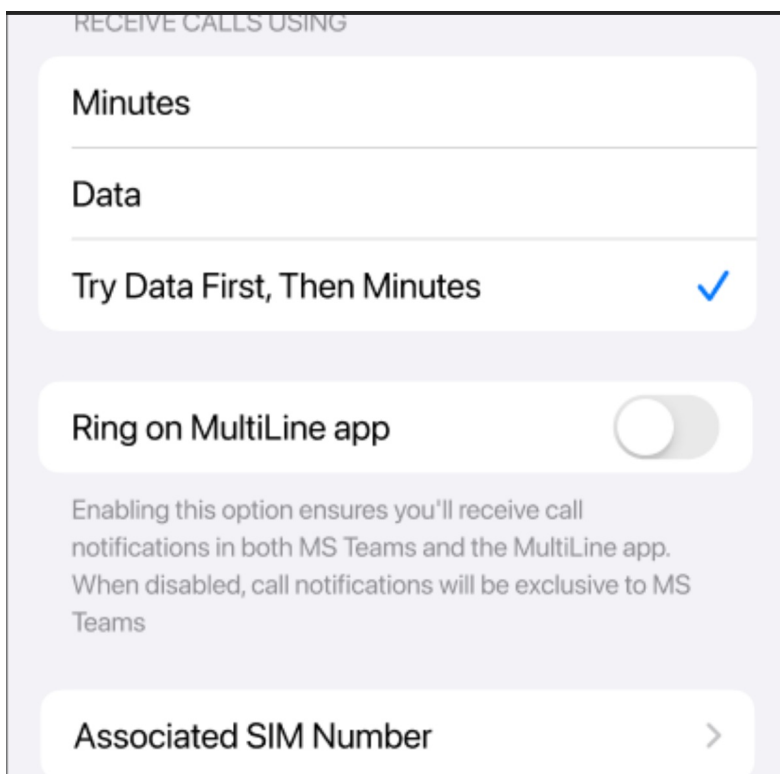 RECEIVE CALLS USING
Minutes
Data
Try Data First, Then Minutes
Ring on MultiLine app
Enabling this option ensures you'll receive call
notifications in both MS Teams and the MultiLine app.
When disabled, call notifications will be exclusive to MS
Teams
Associated SIM Number